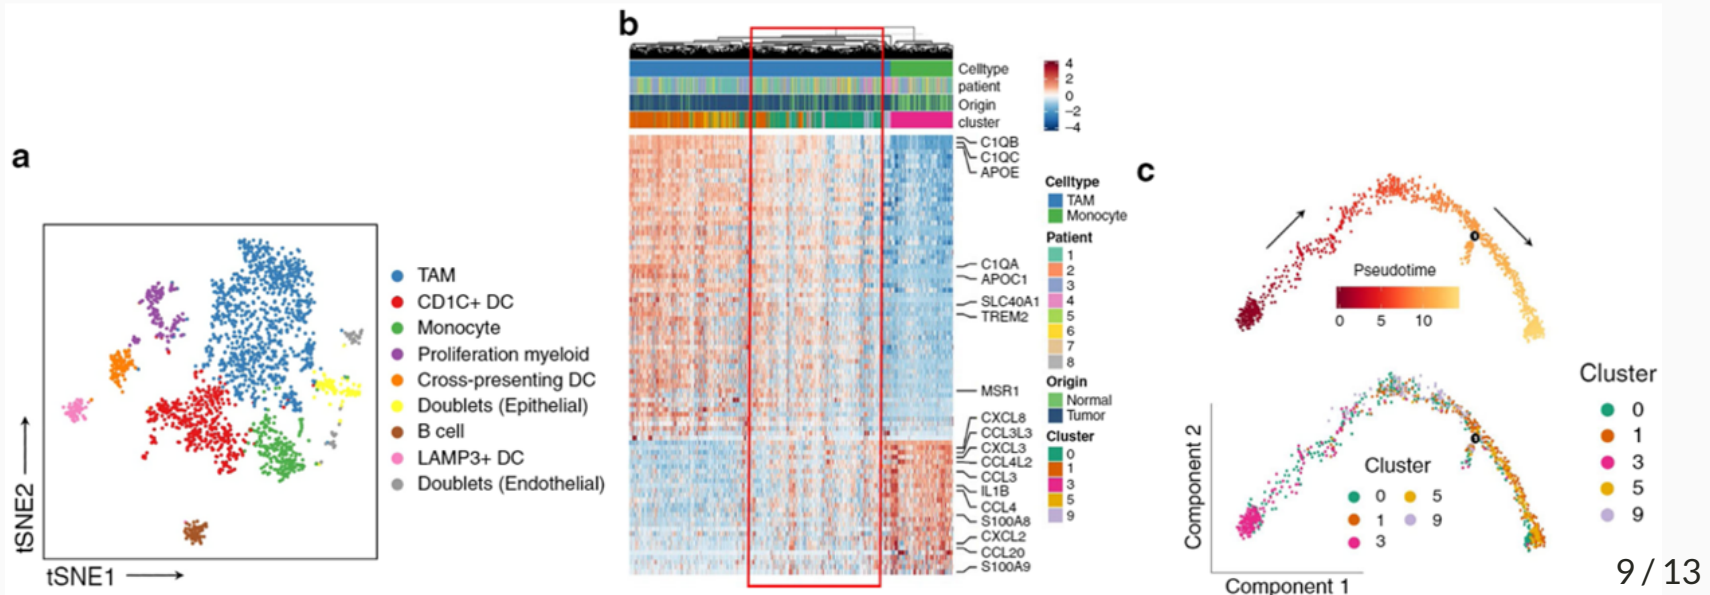 a
tSNE2
tSNE1
TAM
CD1C+ DC
Monocyte
Proliferation myeloid
Cross-presenting DC
Doublets (Epithelial)
B cell
LAMP3+ DC
Doublets (Endothelial)
b
Celltype
patient
Origin
cluster
4
2
0
−2
−4
C1QB
C1QC
APOE
C1QA
APOC1
SLC40A1
TREM2
MSR1
CXCL8
CCL3L3
CXCL3
CCL4L2
CCL3
IL1B
CCL4
S100A8
CXCL2
CCL20
S100A9
Celltype
TAM
Monocyte
Patient
1
2
3
4
5
6
7
8
Origin
Normal
Tumor
Cluster
0
1
3
5
9
c
1
Pseudotime
0 5 10
1
Component 2
Component 1
Cluster
0 5
1 9
3
Cluster
0
1
3
5
9
9 / 13